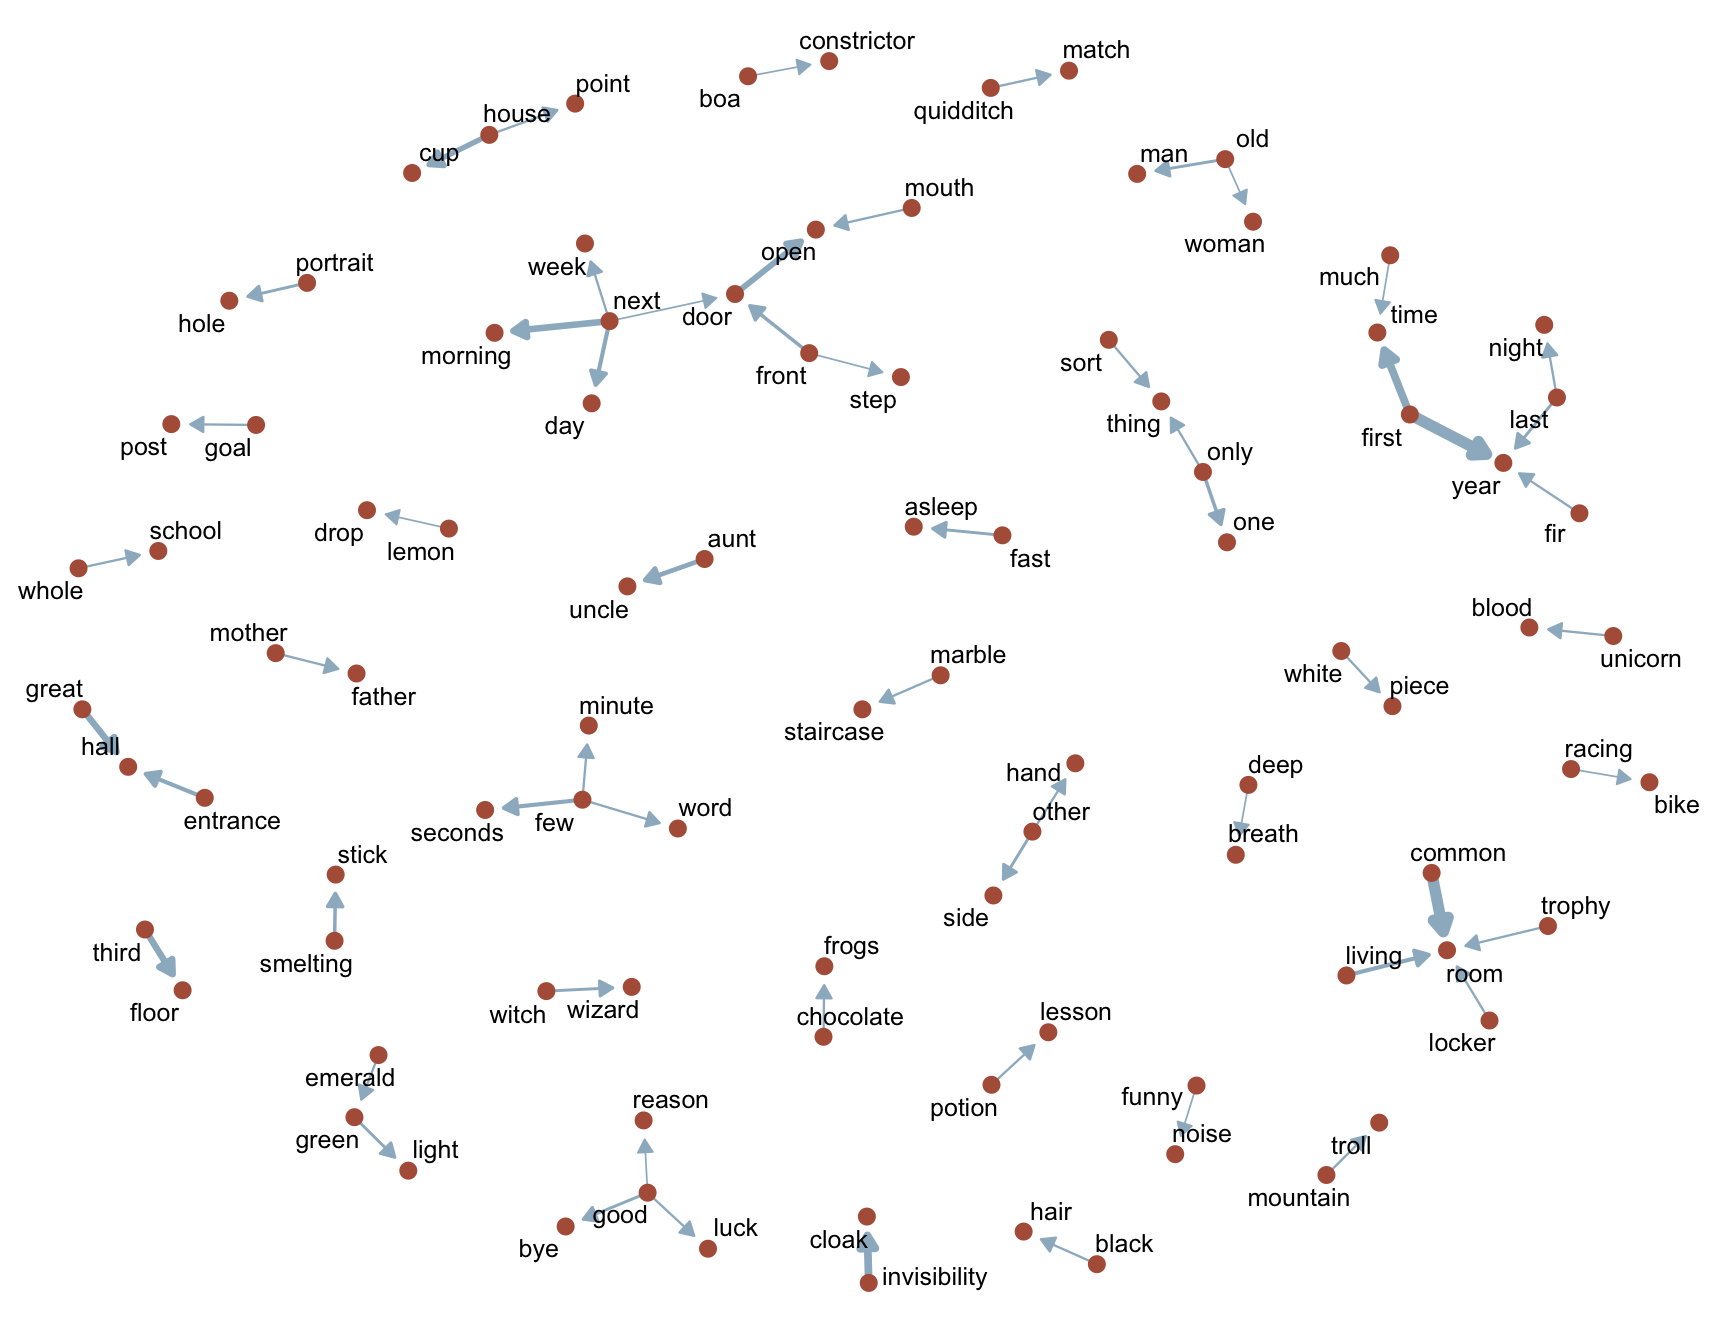 constrictor
match
point
boa
house
quidditch
old
cup
man
mouth
woman
open
portrait
week
much
next
hole
door
time
morning
night
sort
front
step
last
thing
day
first
post
goal
only
year
asleep
one
school
drop
fir
aunt
lemon
fast
whole
uncle
blood
mother
marble
unicorn
white
great
piece
father
minute
staircase
hall
racing
deep
hand
bike
word
other
entrance
few
seconds
breath
common
stick
trophy
side
frogs
third
living
smelting
room
floor
witch
wizard
lesson
chocolate
locker
emerald
funny
reason
potion
noise
green
light
troll
mountain
hair
good
luck
cloak
black
bye
invisibility